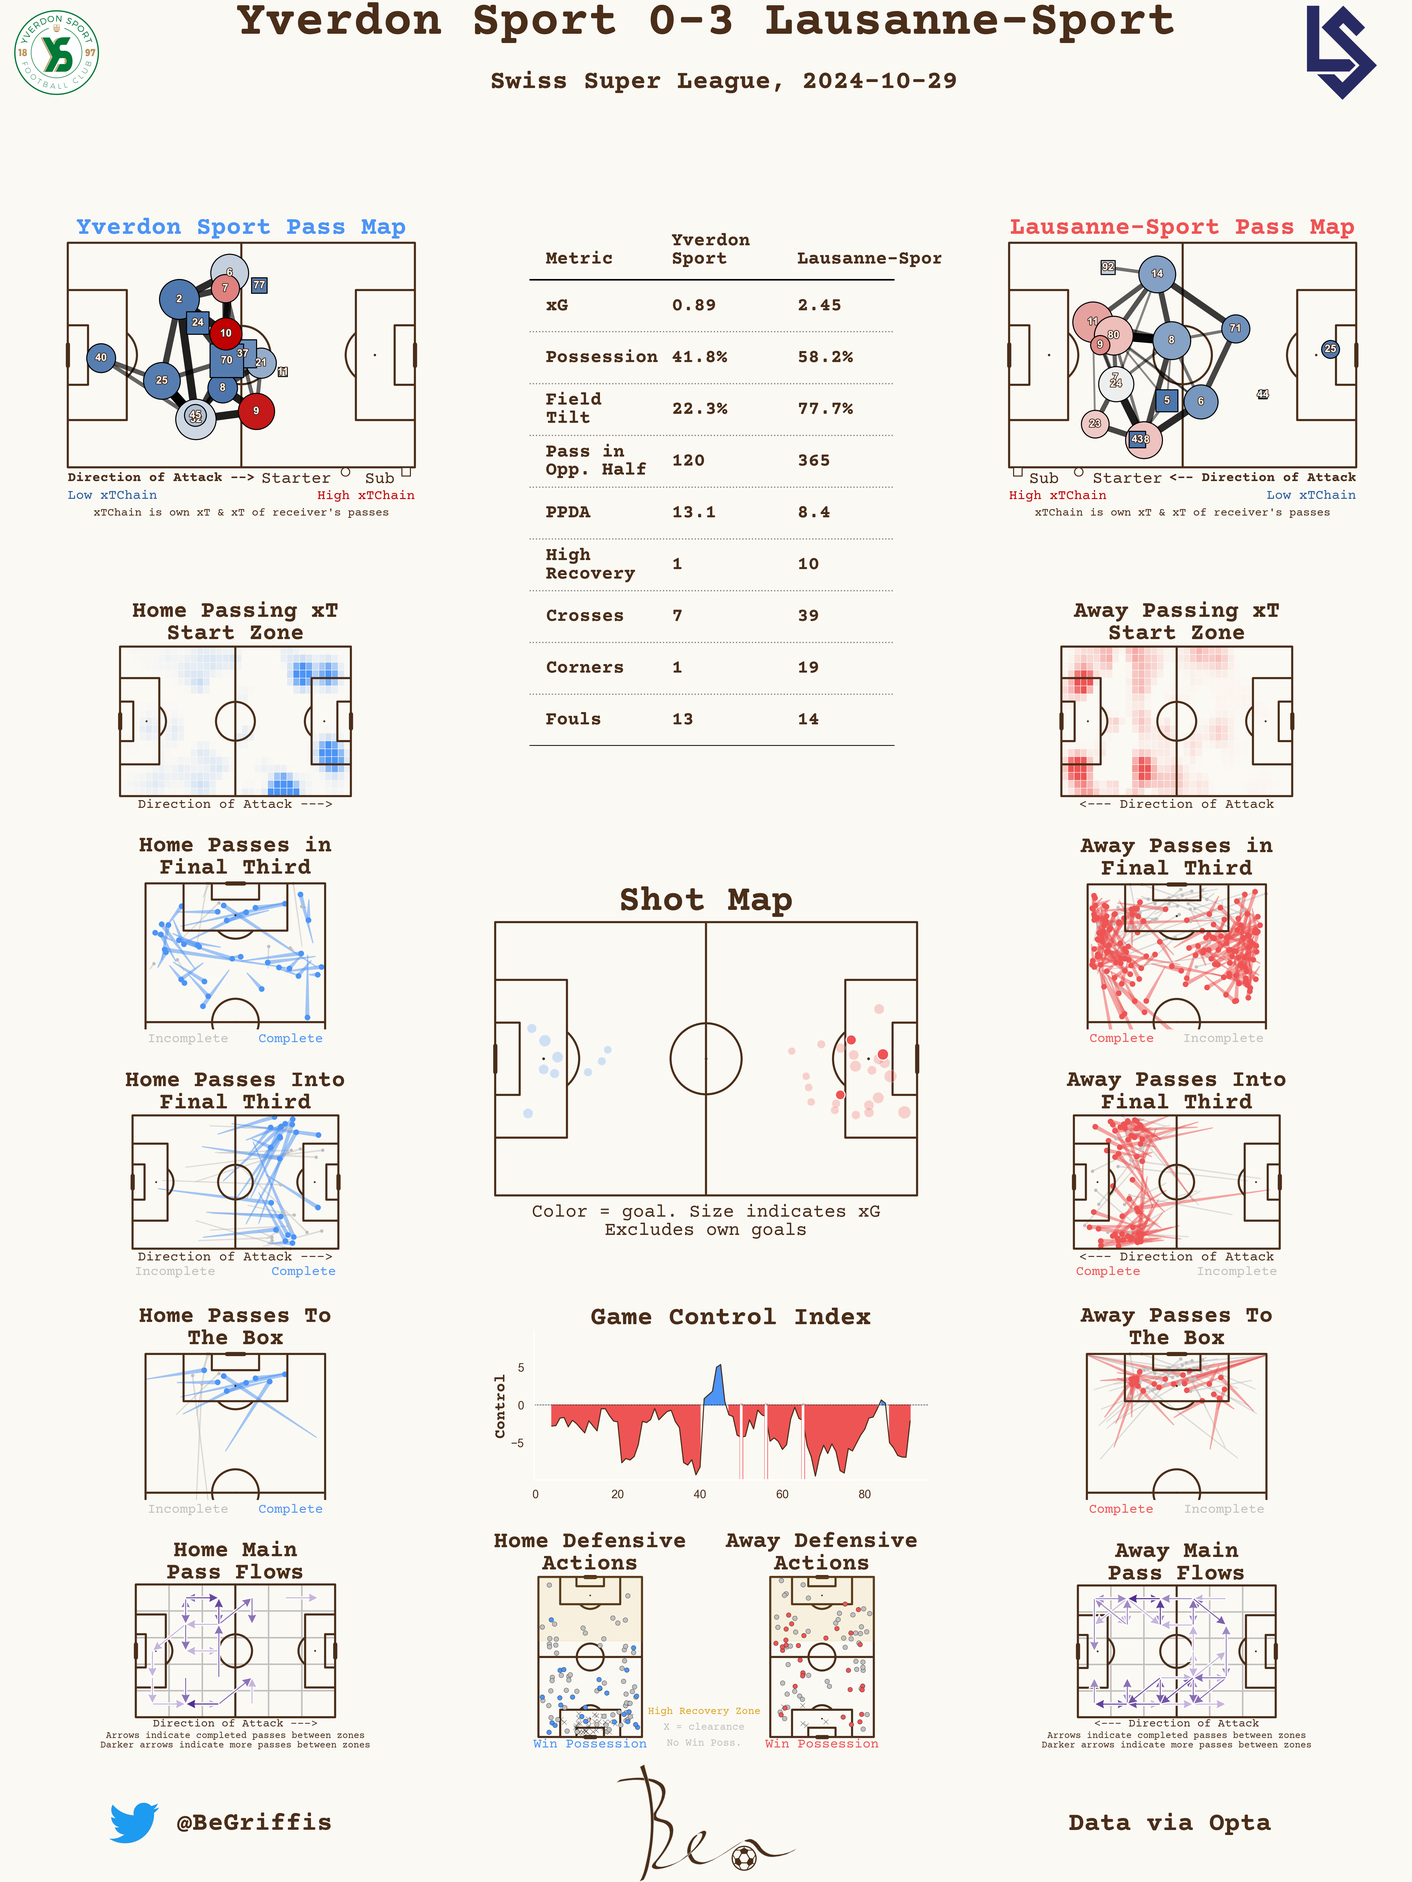 Yverdon Sport 0-3 Lausanne-Sport
Swiss Super League, 2024-10-29
YVERDON SPORT
18 97
FOOTBALL CLUB
Yverdon Sport Pass Map
6
7
77
2
24
10
40
37
70
21
11
25
8
45
9
Direction of Attack --> Starter Sub
Low xTChain High xTChain
xTChain is own xT & xT of receiver's passes
Metric Yverdon Sport Lausanne-Spor
xG 0.89 2.45
Possession 41.8% 58.2%
Field Tilt 22.3% 77.7%
Pass in Opp. Half 120 365
PPDA 13.1 8.4
High Recovery 1 10
Crosses 7 39
Corners 1 19
Fouls 13 14
Lausanne-Sport Pass Map
92
14
11
80
71
9
8
25
7
24
5
6
44
23
Sub Starter <-- Direction of Attack
High xTChain Low xTChain
xTChain is own xT & xT of receiver's passes
Home Passing xT
Start Zone
Direction of Attack --->
Away Passing xT
Start Zone
<--- Direction of Attack
Home Passes in
Final Third
Incomplete Complete
Away Passes in
Final Third
Complete Incomplete
Shot Map
Color = goal. Size indicates xG
Excludes own goals
Home Passes Into
Final Third
Direction of Attack --->
Incomplete Complete
Away Passes Into
Final Third
<--- Direction of Attack
Complete Incomplete
Home Passes To
The Box
Incomplete Complete
Game Control Index
Control
5
0
−5
0 20 40 60 80
Away Passes To
The Box
Complete Incomplete
Home Main
Pass Flows
Direction of Attack --->
Arrows indicate completed passes between zones
Darker arrows indicate more passes between zones
Home Defensive
Actions
Win Possession
Away Defensive
Actions
Win Possession
High Recovery Zone
X = clearance
No Win Poss.
Away Main
Pass Flows
<--- Direction of Attack
Arrows indicate completed passes between zones
Darker arrows indicate more passes between zones
@BeGriffis
Ben
Data via Opta